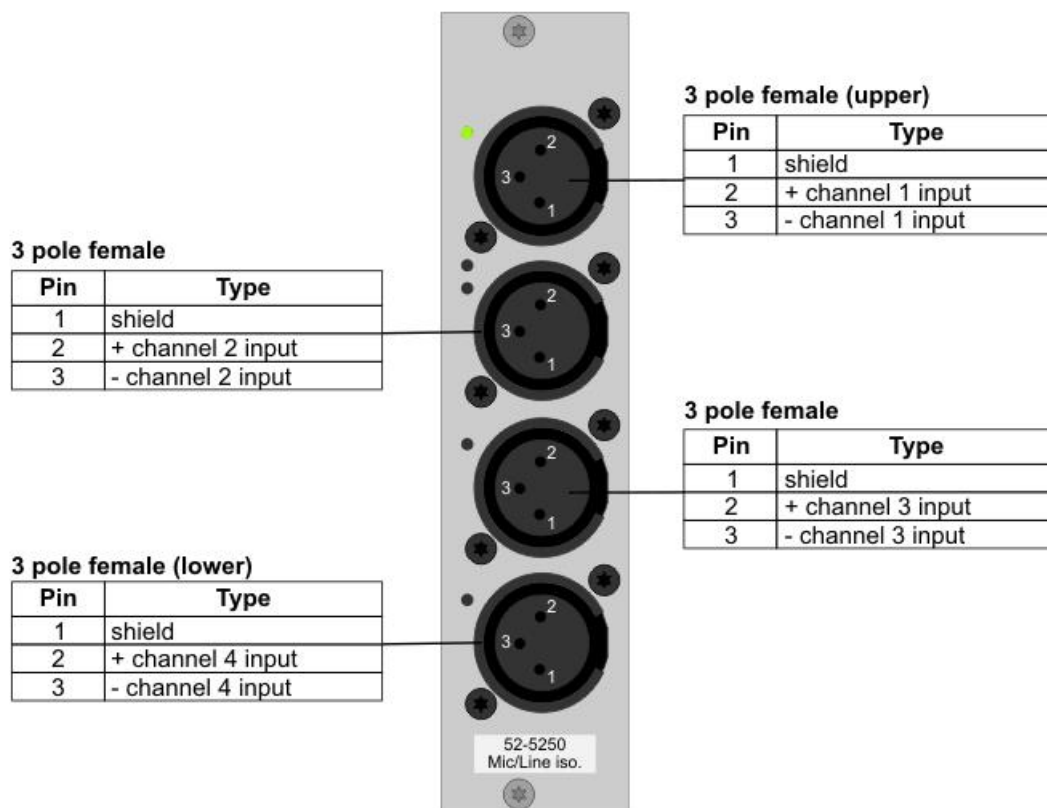 3 pole female (upper)
Pin Type
1 shield
2 + channel 1 input
3 - channel 1 input
2
3
1
3 pole female
Pin Type
1 shield
2 + channel 2 input
3 - channel 2 input
2
3
1
3 pole female
Pin Type
1 shield
2 + channel 3 input
3 - channel 3 input
2
3
1
3 pole female (lower)
Pin Type
1 shield
2 + channel 4 input
3 - channel 4 input
2
3
1
52-5250
Mic/Line iso.